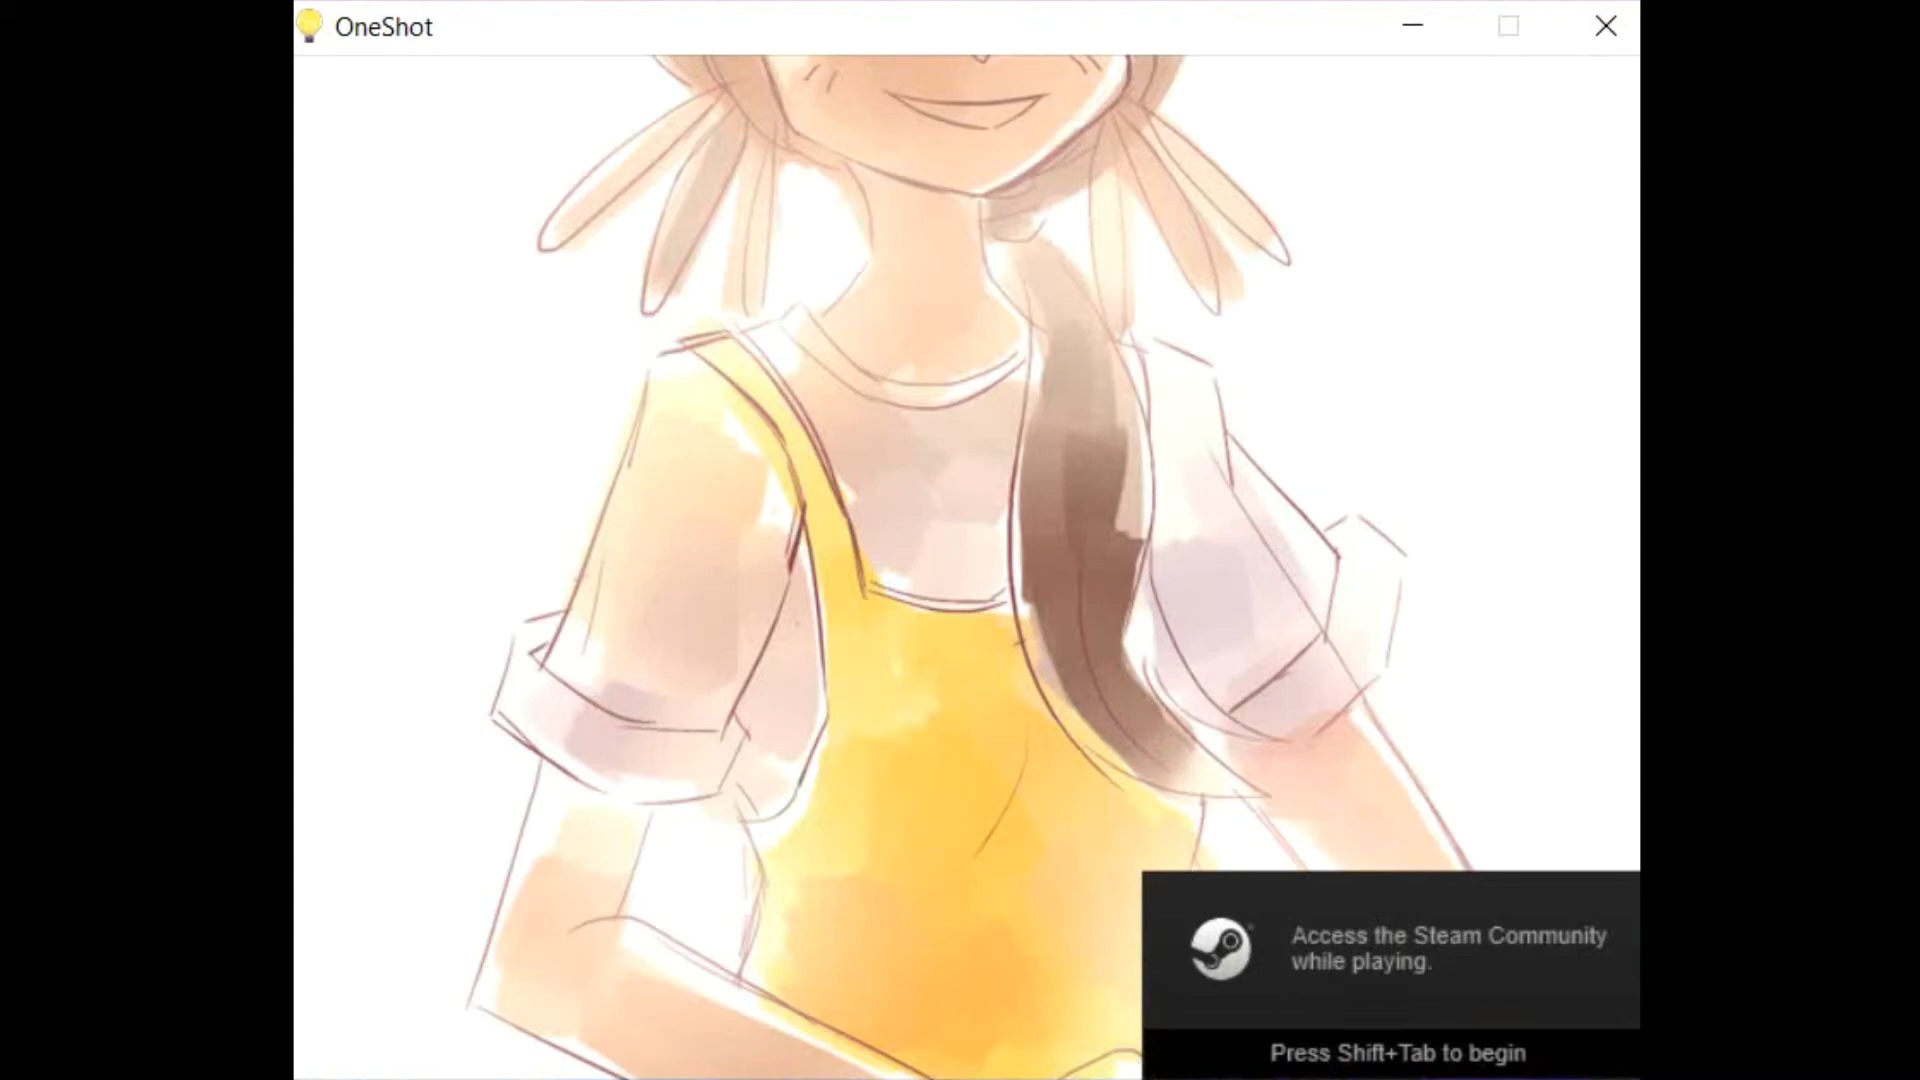 OneShot
Access the Steam Community
while playing.
Press Shift+Tab to begin